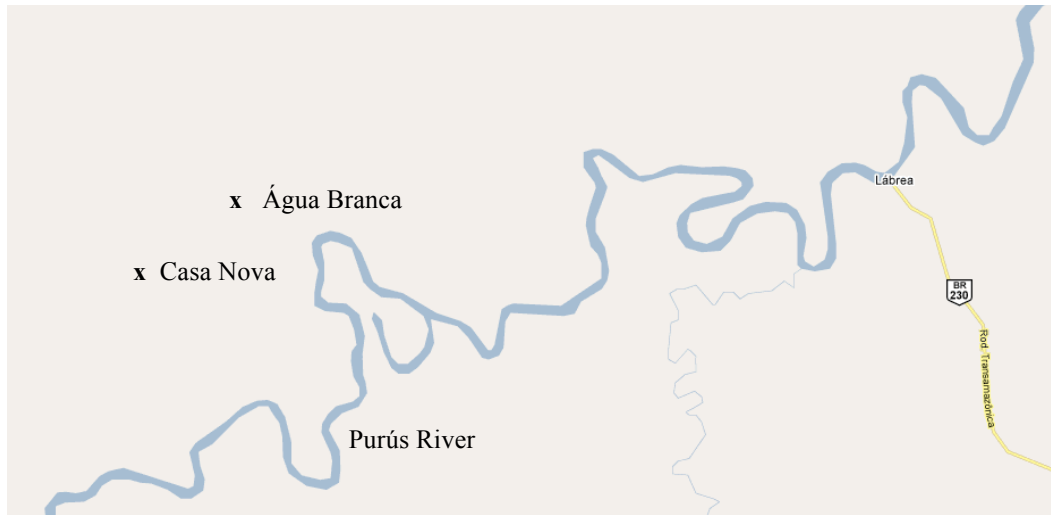 Lábrea
x Água Branca
x Casa Nova
BR
230
Rod. Transamazônica
Purús River